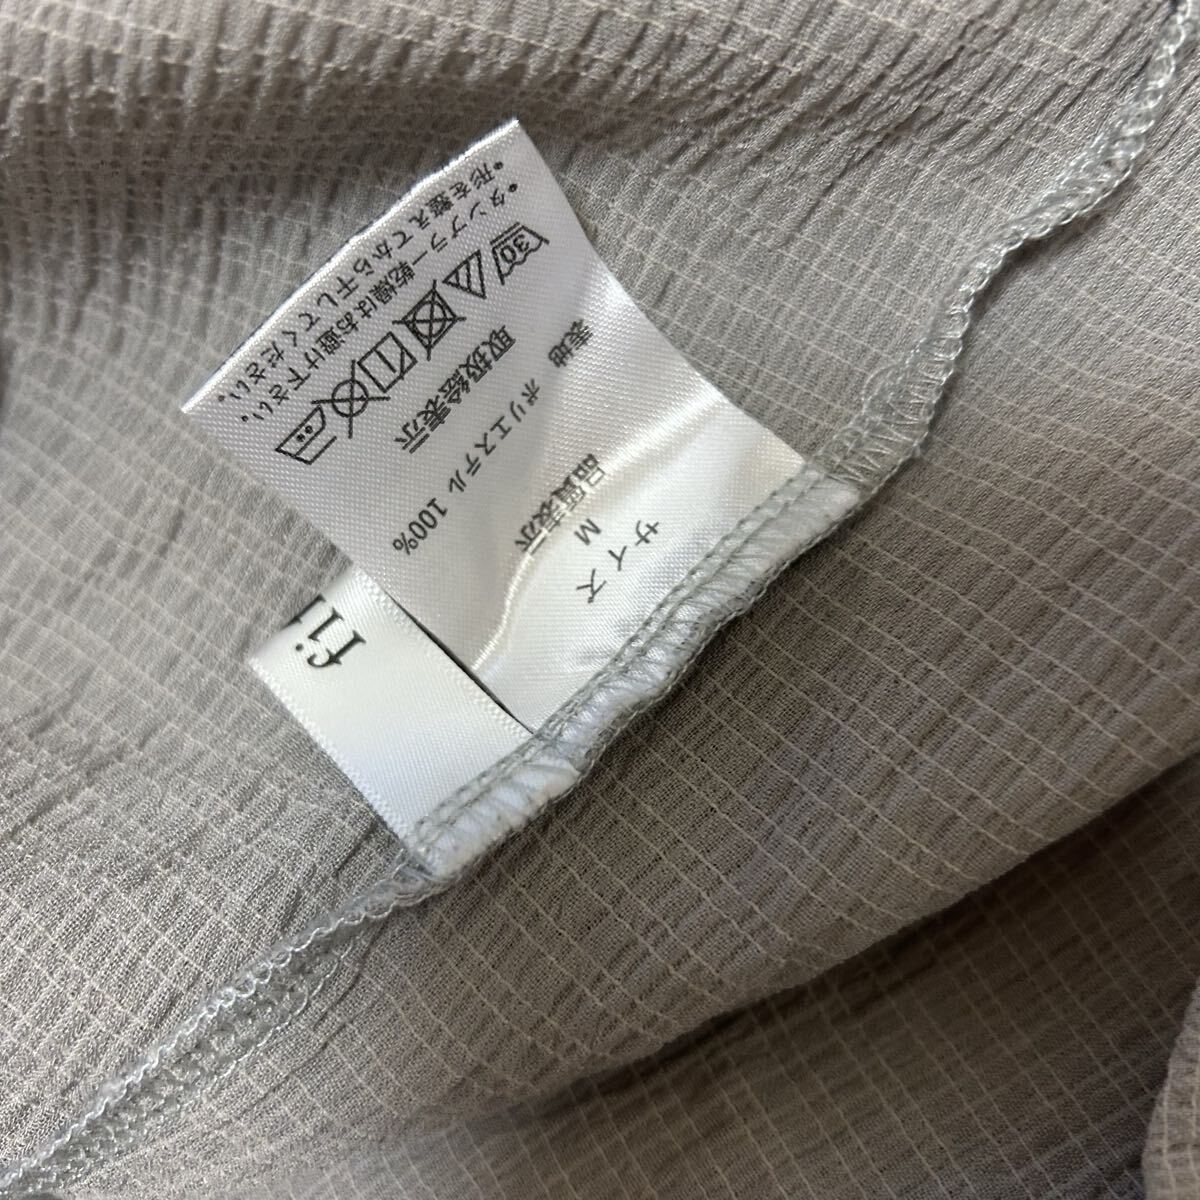 サイズ
M
品質表示
表地 ポリエステル 100%
取扱絵表示
30
・タンブラー乾燥はお避け下さい。
・形を整えてから干してください。